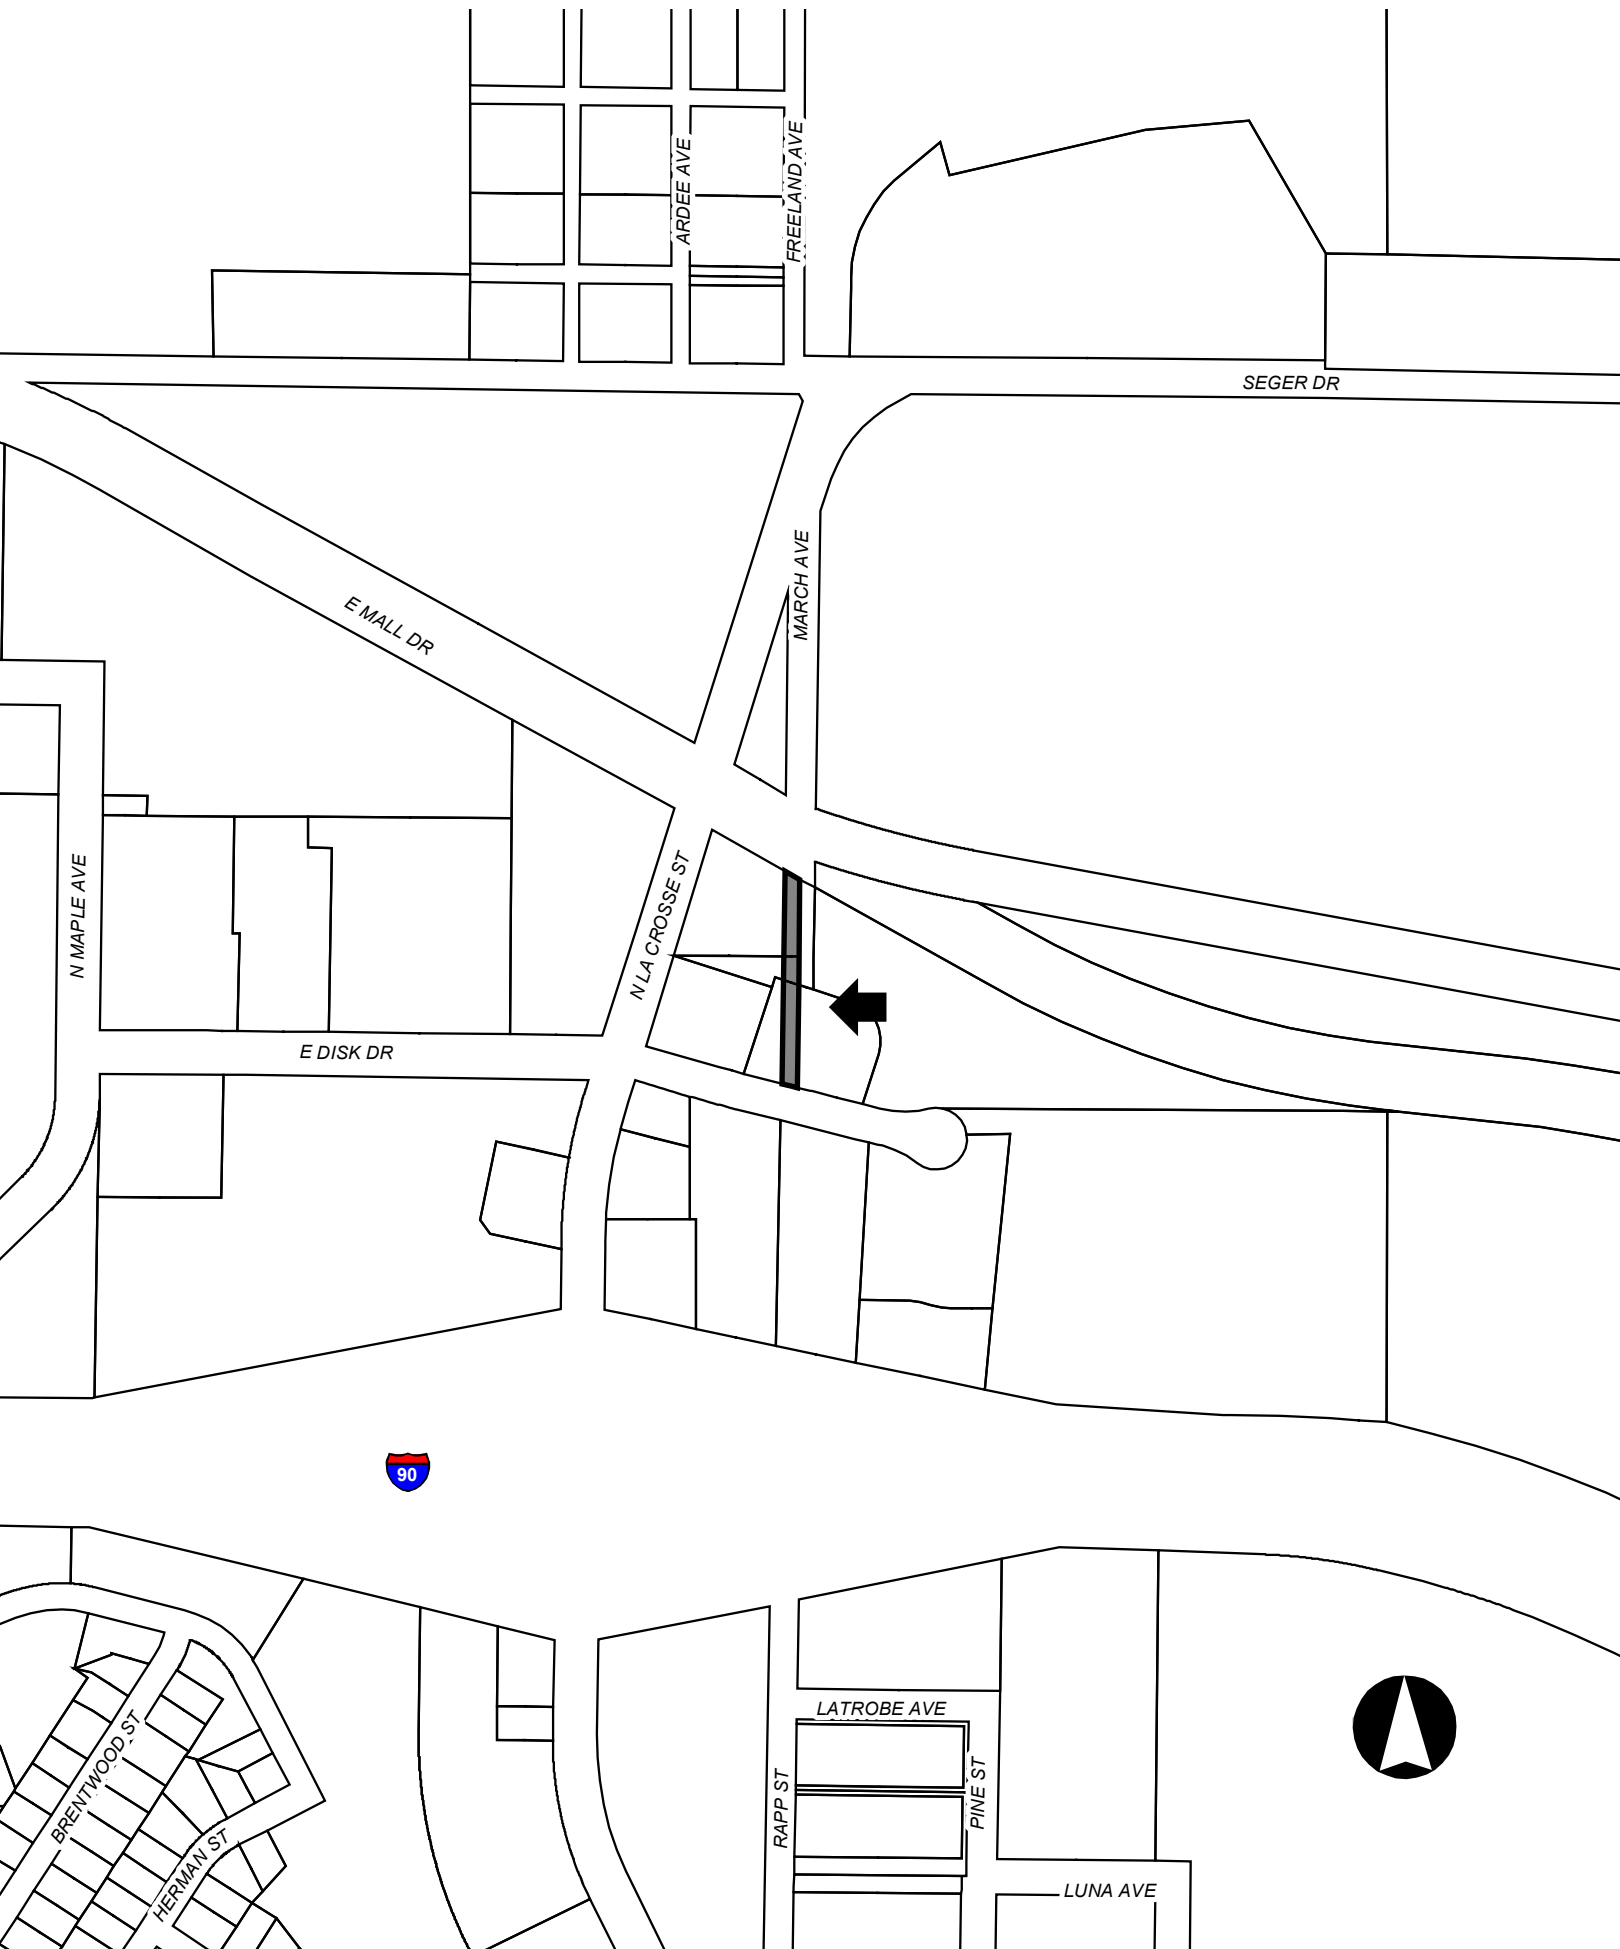 ARDEE AVE
FREELAND AVE
SEGER DR
MARCH AVE
E MALL DR
N MAPLE AVE
N LA CROSSE ST
E DISK DR
90
LATROBE AVE
BRENTWOOD ST
RAPP ST
PINE ST
HERMAN ST
LUNA AVE